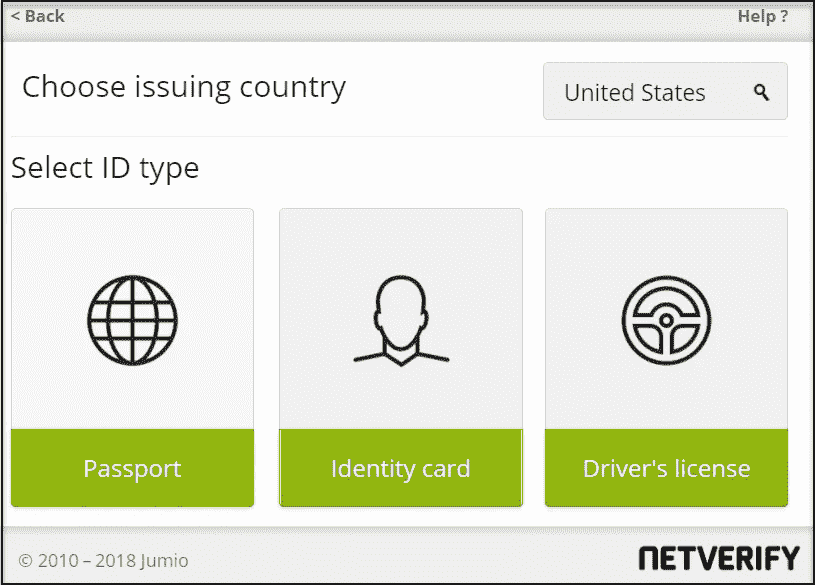 < Back
Help ?
Choose issuing country
United States
Select ID type
Passport
Identity card
Driver's license
© 2010 – 2018 Jumio
NETVERIFY